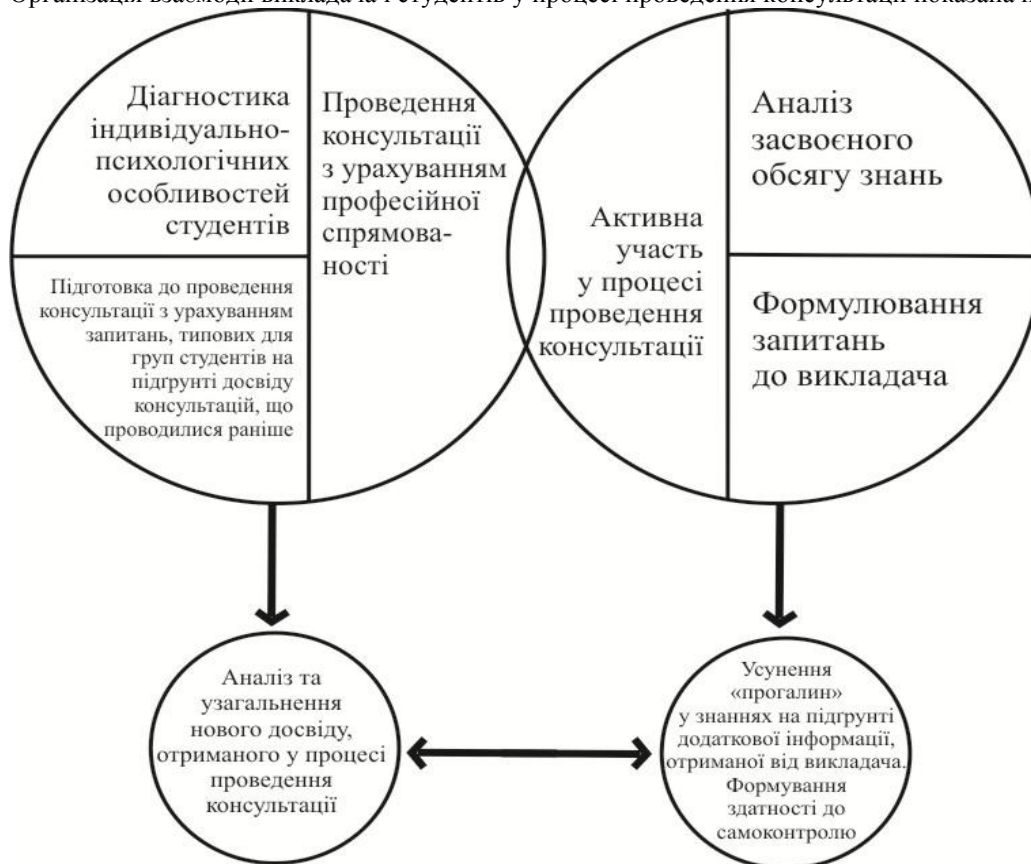 Організація взаємодії викладача і студентів у процесі проведення консультації показана
Діагностика
індивідуально-
психологічних
особливостей
студентів
Підготовка до проведення
консультації з урахуванням
запитань, типових для
груп студентів на
підґрунті досвіду
консультацій, що
проводилися раніше
Проведення
консультації
з урахуванням
професійної
спрямова-
ності
Активна
участь
у процесі
проведення
консультації
Аналіз
засвоєного
обсягу знань
Формулювання
запитань
до викладача
Аналіз та
узагальнення
нового досвіду,
отриманого у процесі
проведення
консультації
Усунення
«прогалин»
у знаннях на підґрунті
додаткової інформації,
отриманої від викладача.
Формування
здатності до
самоконтролю